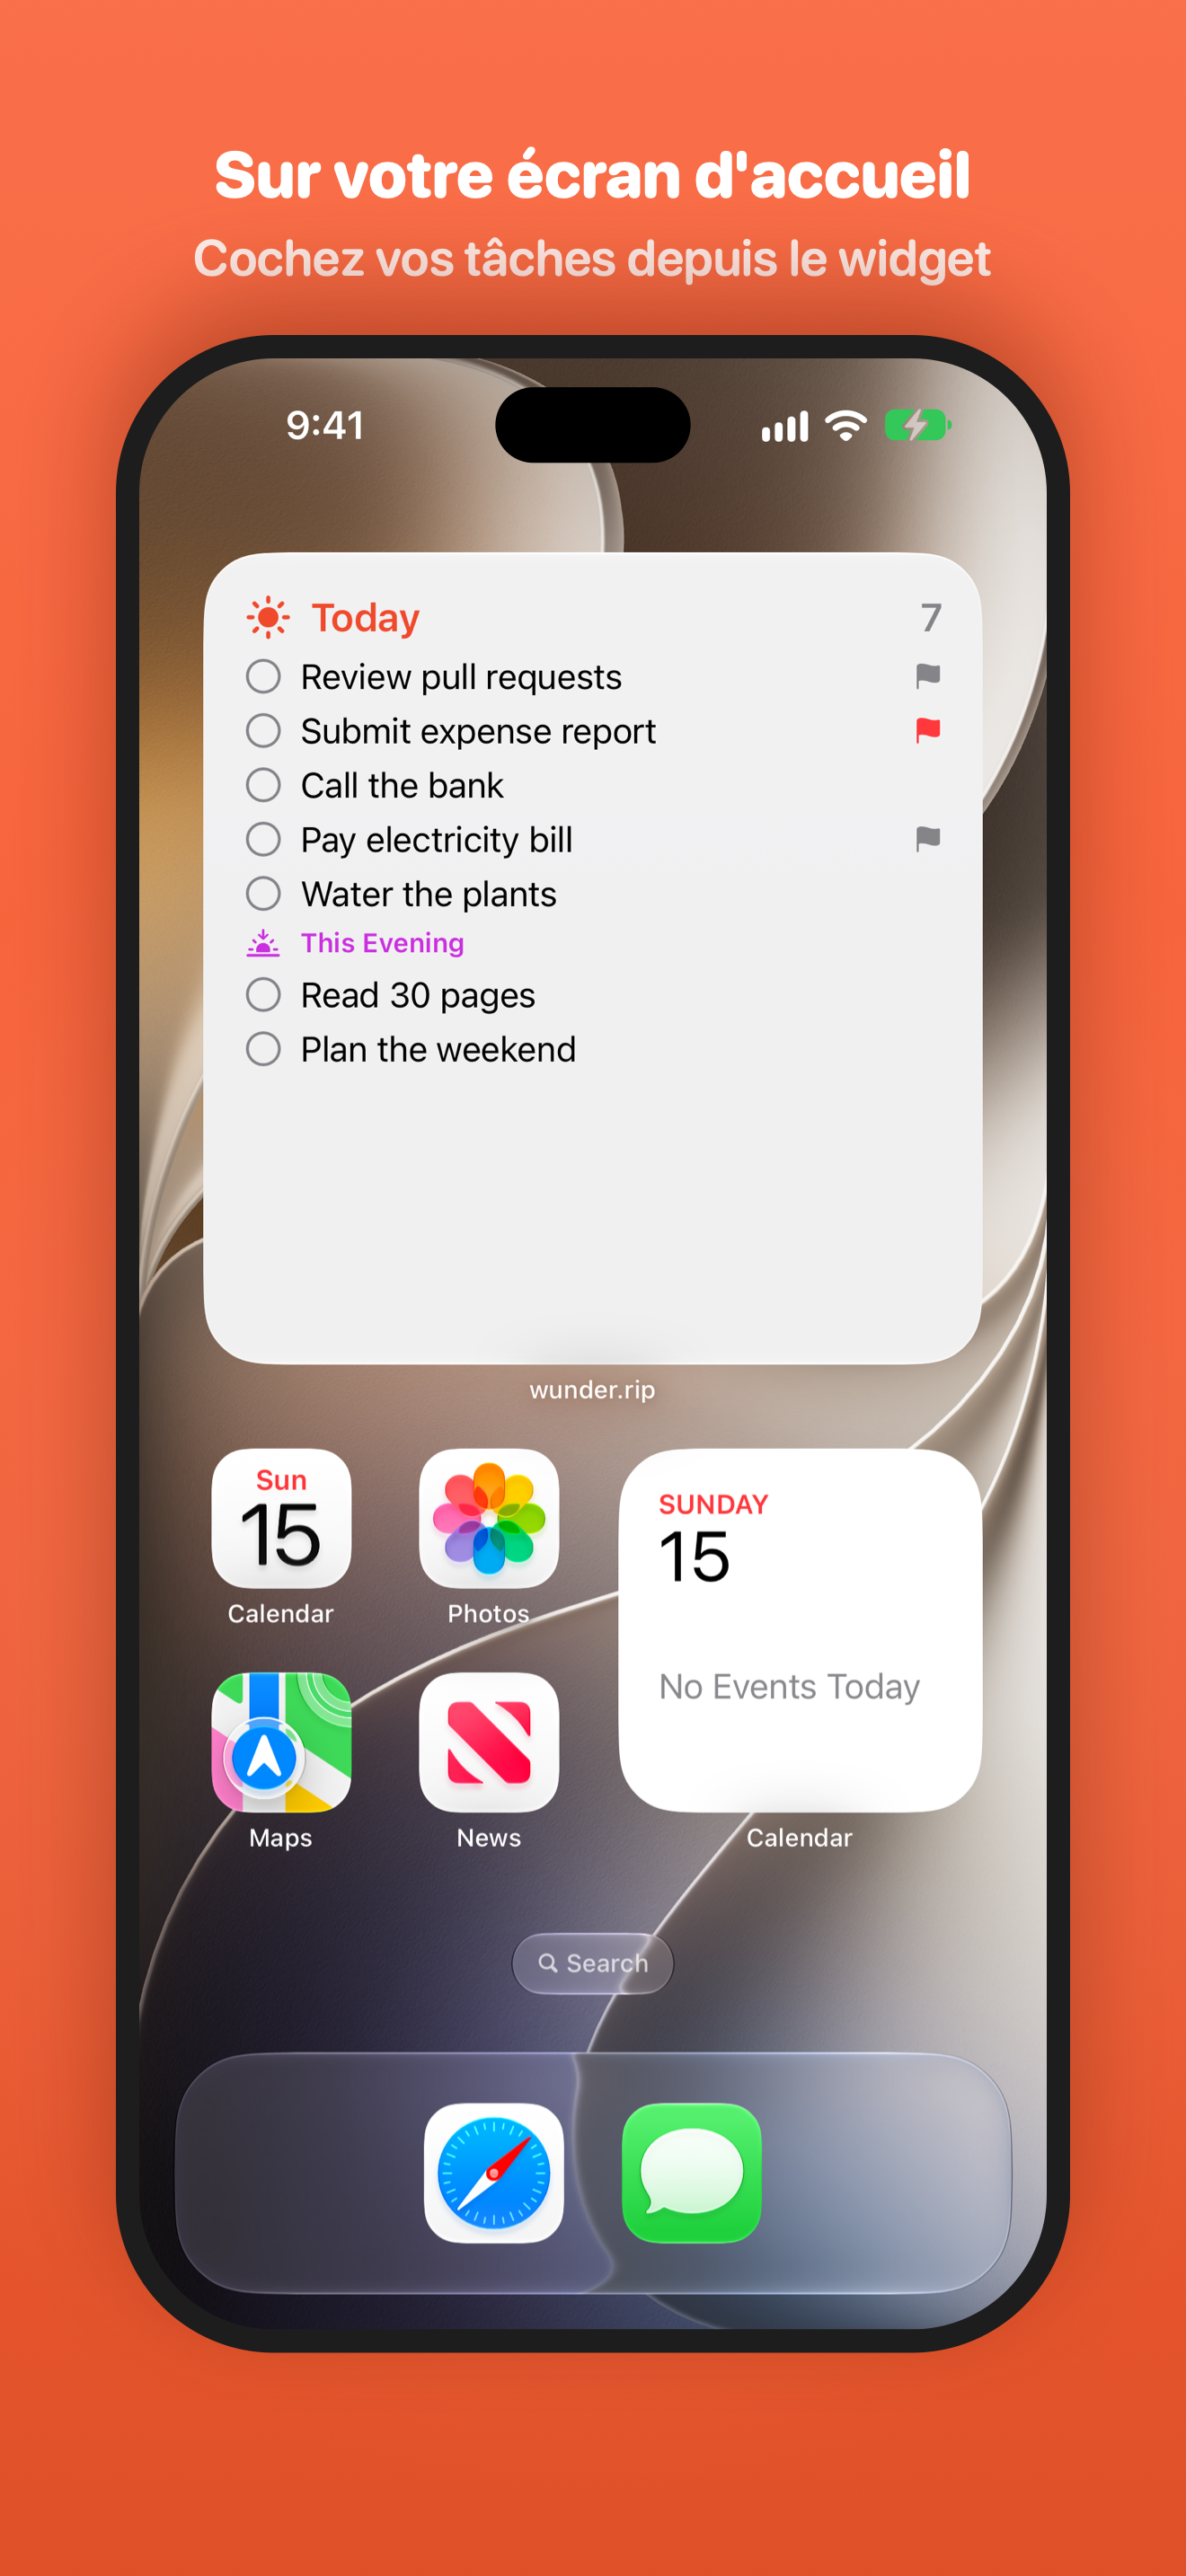 Sur votre écran d'accueil
Cochez vos tâches depuis le widget
9:41
Today 7
Review pull requests
Submit expense report
Call the bank
Pay electricity bill
Water the plants
This Evening
Read 30 pages
Plan the weekend
wunder.rip
Sun
15
Calendar
Photos
SUNDAY
15
No Events Today
Maps
News
Calendar
Search